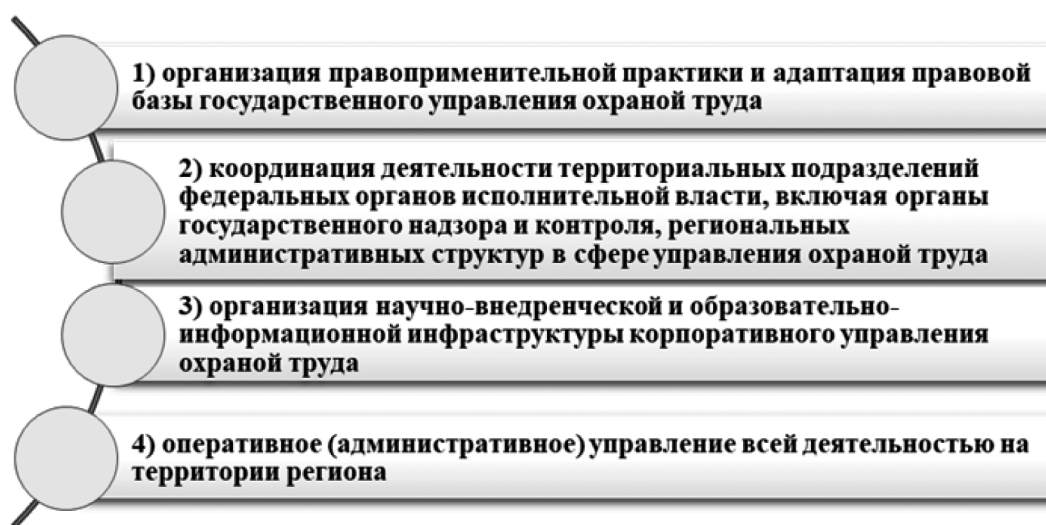 1) организация правоприменительной практики и адаптация правовой
базы государственного управления охраной труда
2) координация деятельности территориальных подразделений
федеральных органов исполнительной власти, включая органы
государственного надзора и контроля, региональных
административных структур в сфере управления охраной труда
3) организация научно-внедренческой и образовательно-
информационной инфраструктуры корпоративного управления
охраной труда
4) оперативное (административное) управление всей деятельностью на
территории региона